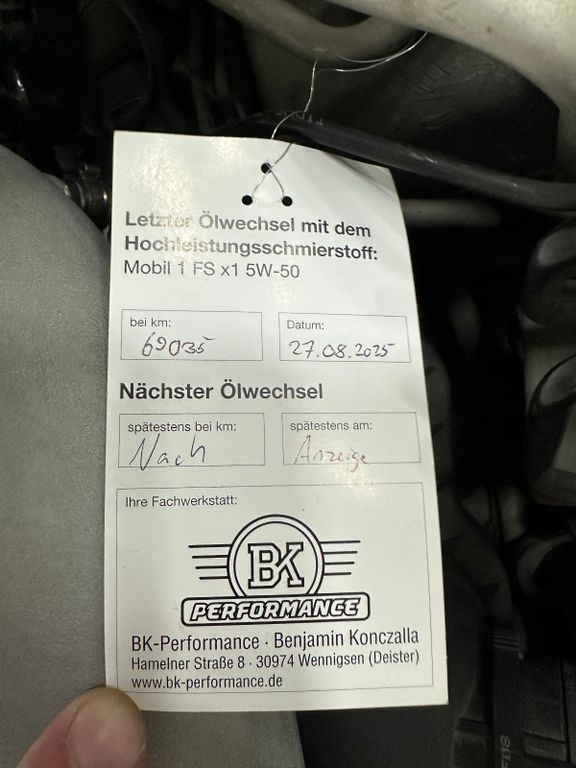 Letzter Ölwechsel mit dem
Hochleistungsschmierstoff:
Mobil 1 FS x1 5W-50
bei km:
69035
Datum:
27.08.2025
Nächster Ölwechsel
spätestens bei km:
Nach
spätestens am:
Anzeige
Ihre Fachwerkstatt:
BK
PERFORMANCE
BK-Performance · Benjamin Konczalla
Hamelner Straße 8 · 30974 Wennigsen (Deister)
www.bk-performance.de